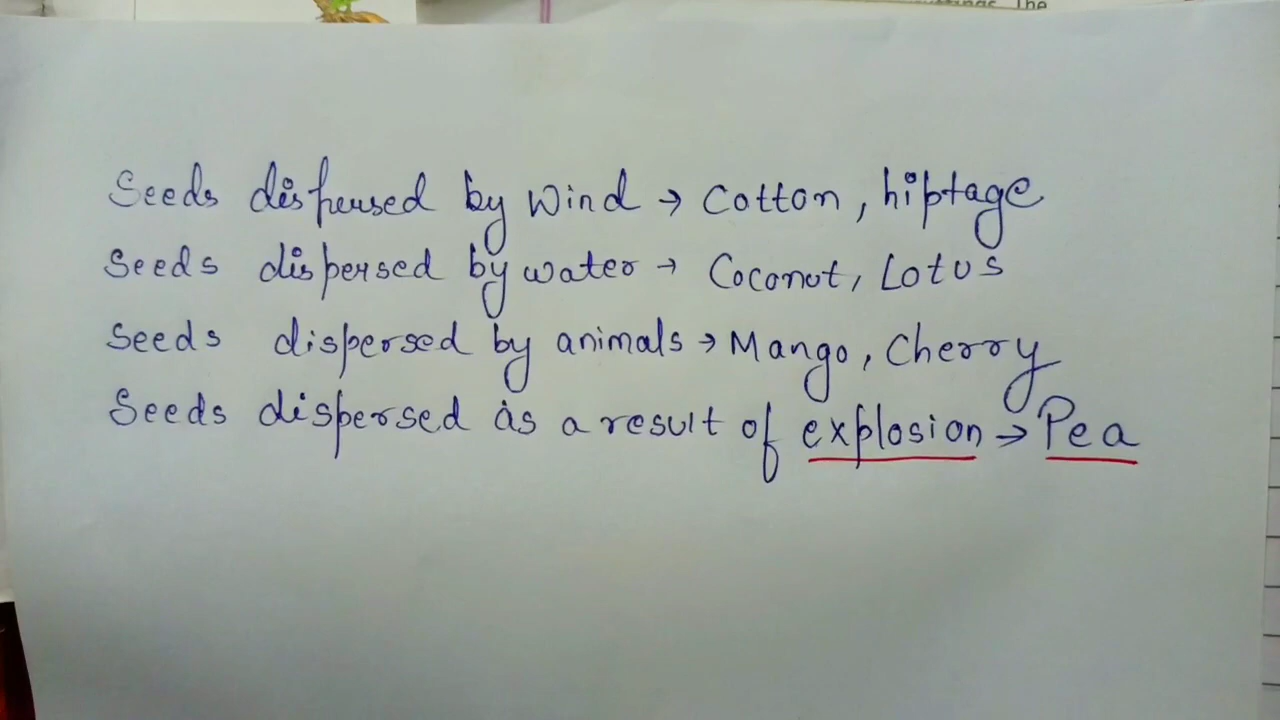 The
Seeds dispersed by Wind → Cotton, hiptage
Seeds dispersed by water → Coconut, Lotus
Seeds dispersed by animals → Mango, Cherry
Seeds dispersed as a result of explosion → Pea